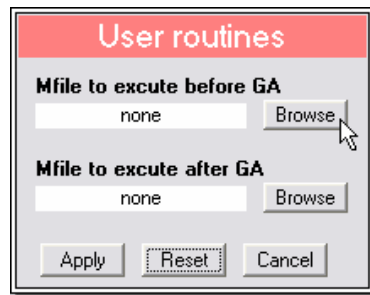 User routines
Mfile to excute before GA
none Browse
Mfile to excute after GA
none Browse
Apply Reset Cancel